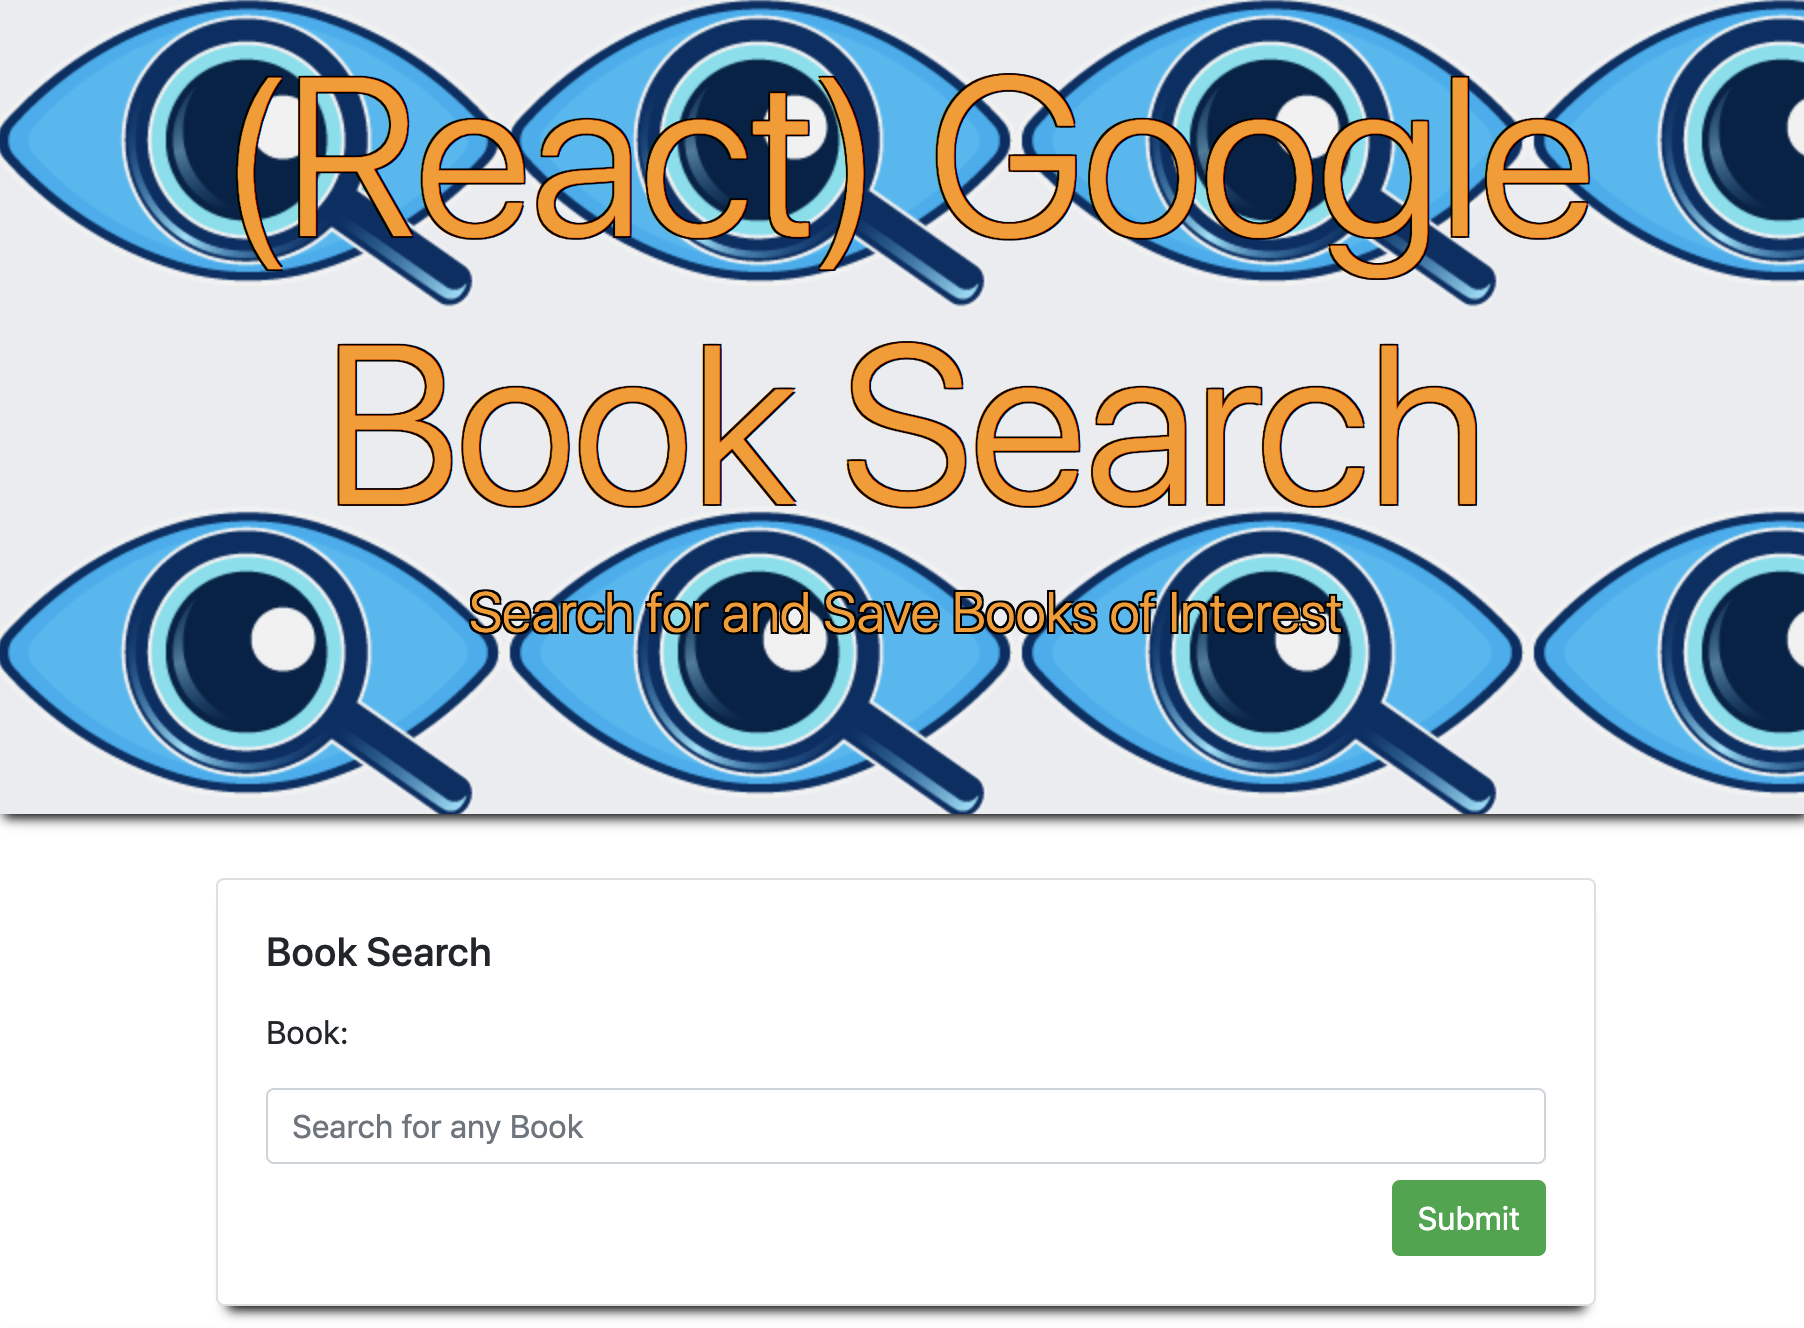 (React) Google
Book Search
Search for and Save Books of Interest
Book Search
Book:
Search for any Book
Submit